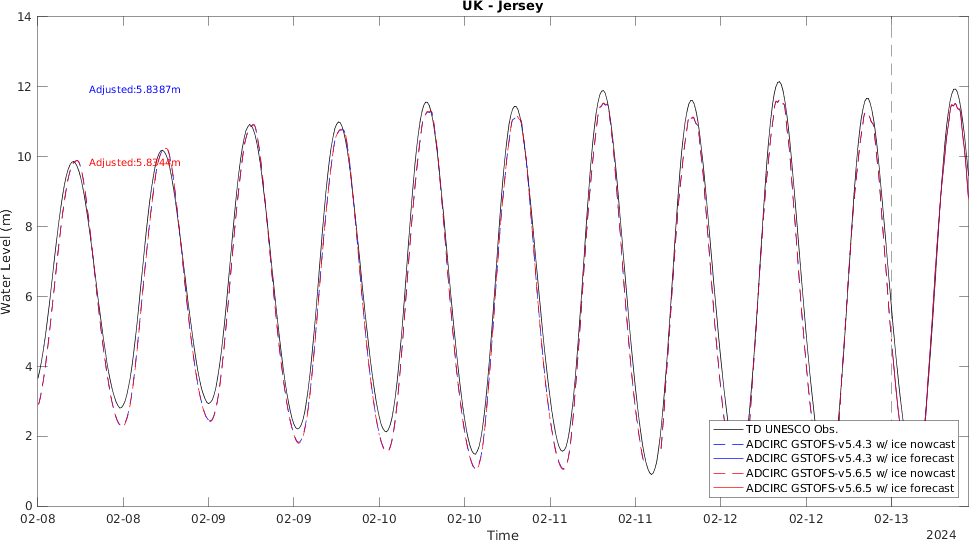 UK - Jersey
14
12
10
8
6
4
2
0
Water Level (m)
Adjusted:5.8387m
Adjusted:5.8344m
TD UNESCO Obs.
ADCIRC GSTOFS-v5.4.3 w/ ice nowcast
ADCIRC GSTOFS-v5.4.3 w/ ice forecast
ADCIRC GSTOFS-v5.6.5 w/ ice nowcast
ADCIRC GSTOFS-v5.6.5 w/ ice forecast
02-08 02-08 02-09 02-09 02-10 02-10 02-11 02-11 02-12 02-12 02-13
Time
2024